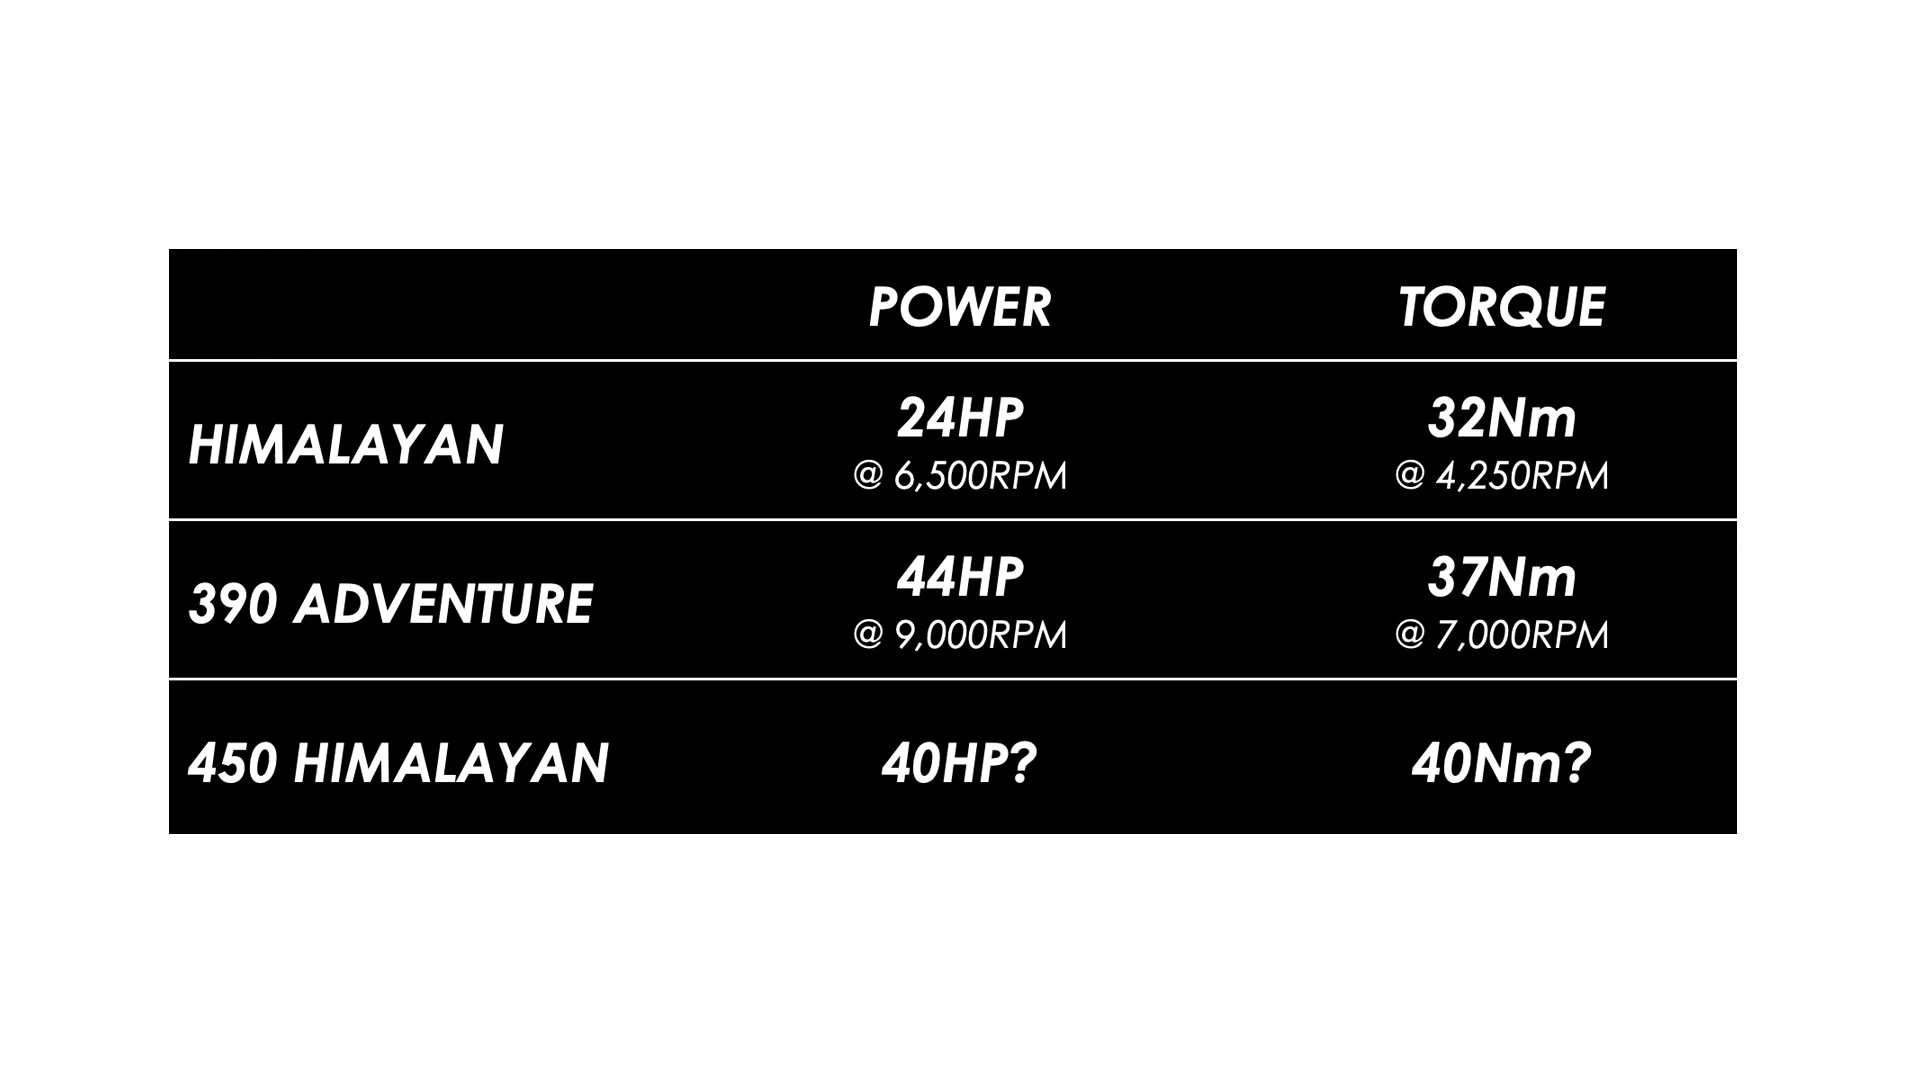 POWER TORQUE
HIMALAYAN 24HP 32Nm
@ 6,500RPM @ 4,250RPM
390 ADVENTURE 44HP 37Nm
@ 9,000RPM @ 7,000RPM
450 HIMALAYAN 40HP? 40Nm?